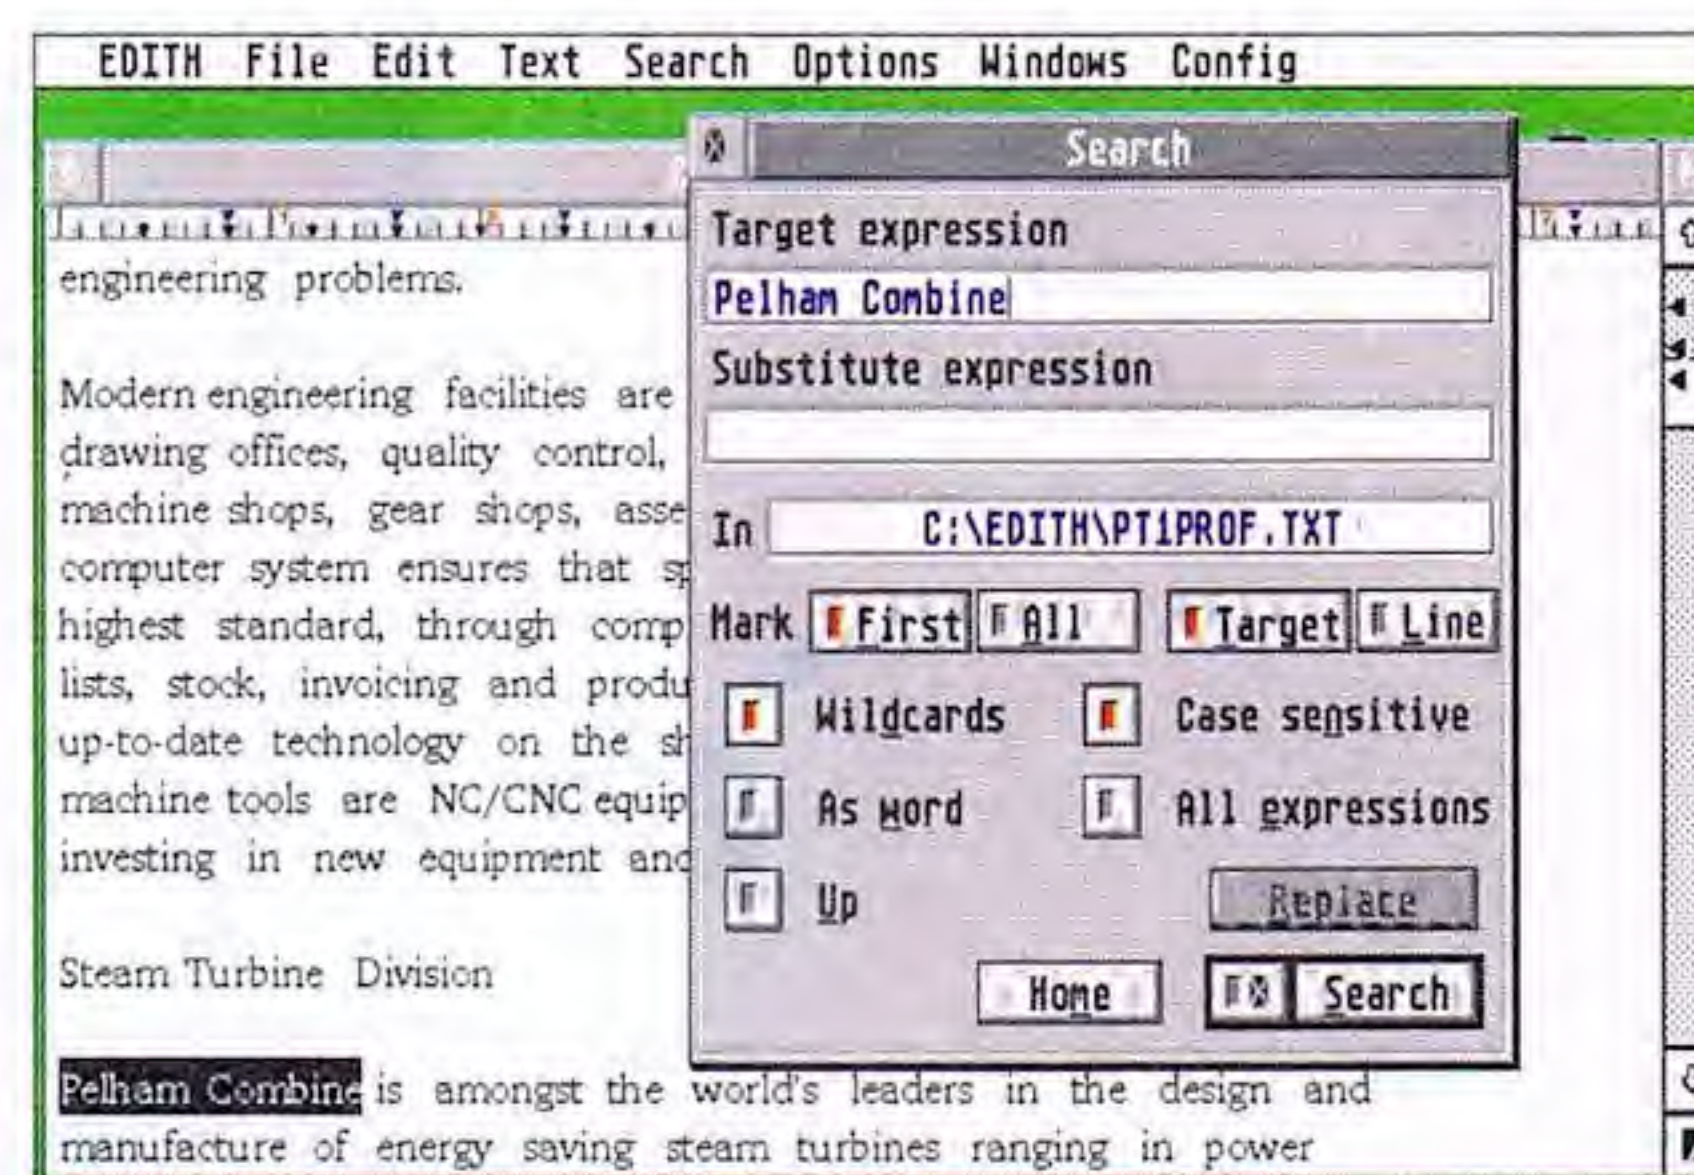 EDITH File Edit Text Search Options Windows Config
Search
Target expression
Pelham Combine
Substitute expression
In C:\EDITH\PT1PROF.TXT
Mark First All Target Line
Wildcards Case sensitive
As word All expressions
Up Replace
Home Search
engineering problems.
Modern engineering facilities are
drawing offices, quality control,
machine shops, gear shops,
computer system ensures that
highest standard, through
lists, stock, invoicing and
up-to-date technology on the
machine tools are NC/CNC
investing in new equipment and
Steam Turbine Division
Pelham Combine is amongst the world's leaders in the design and
manufacture of energy saving steam turbines ranging in power